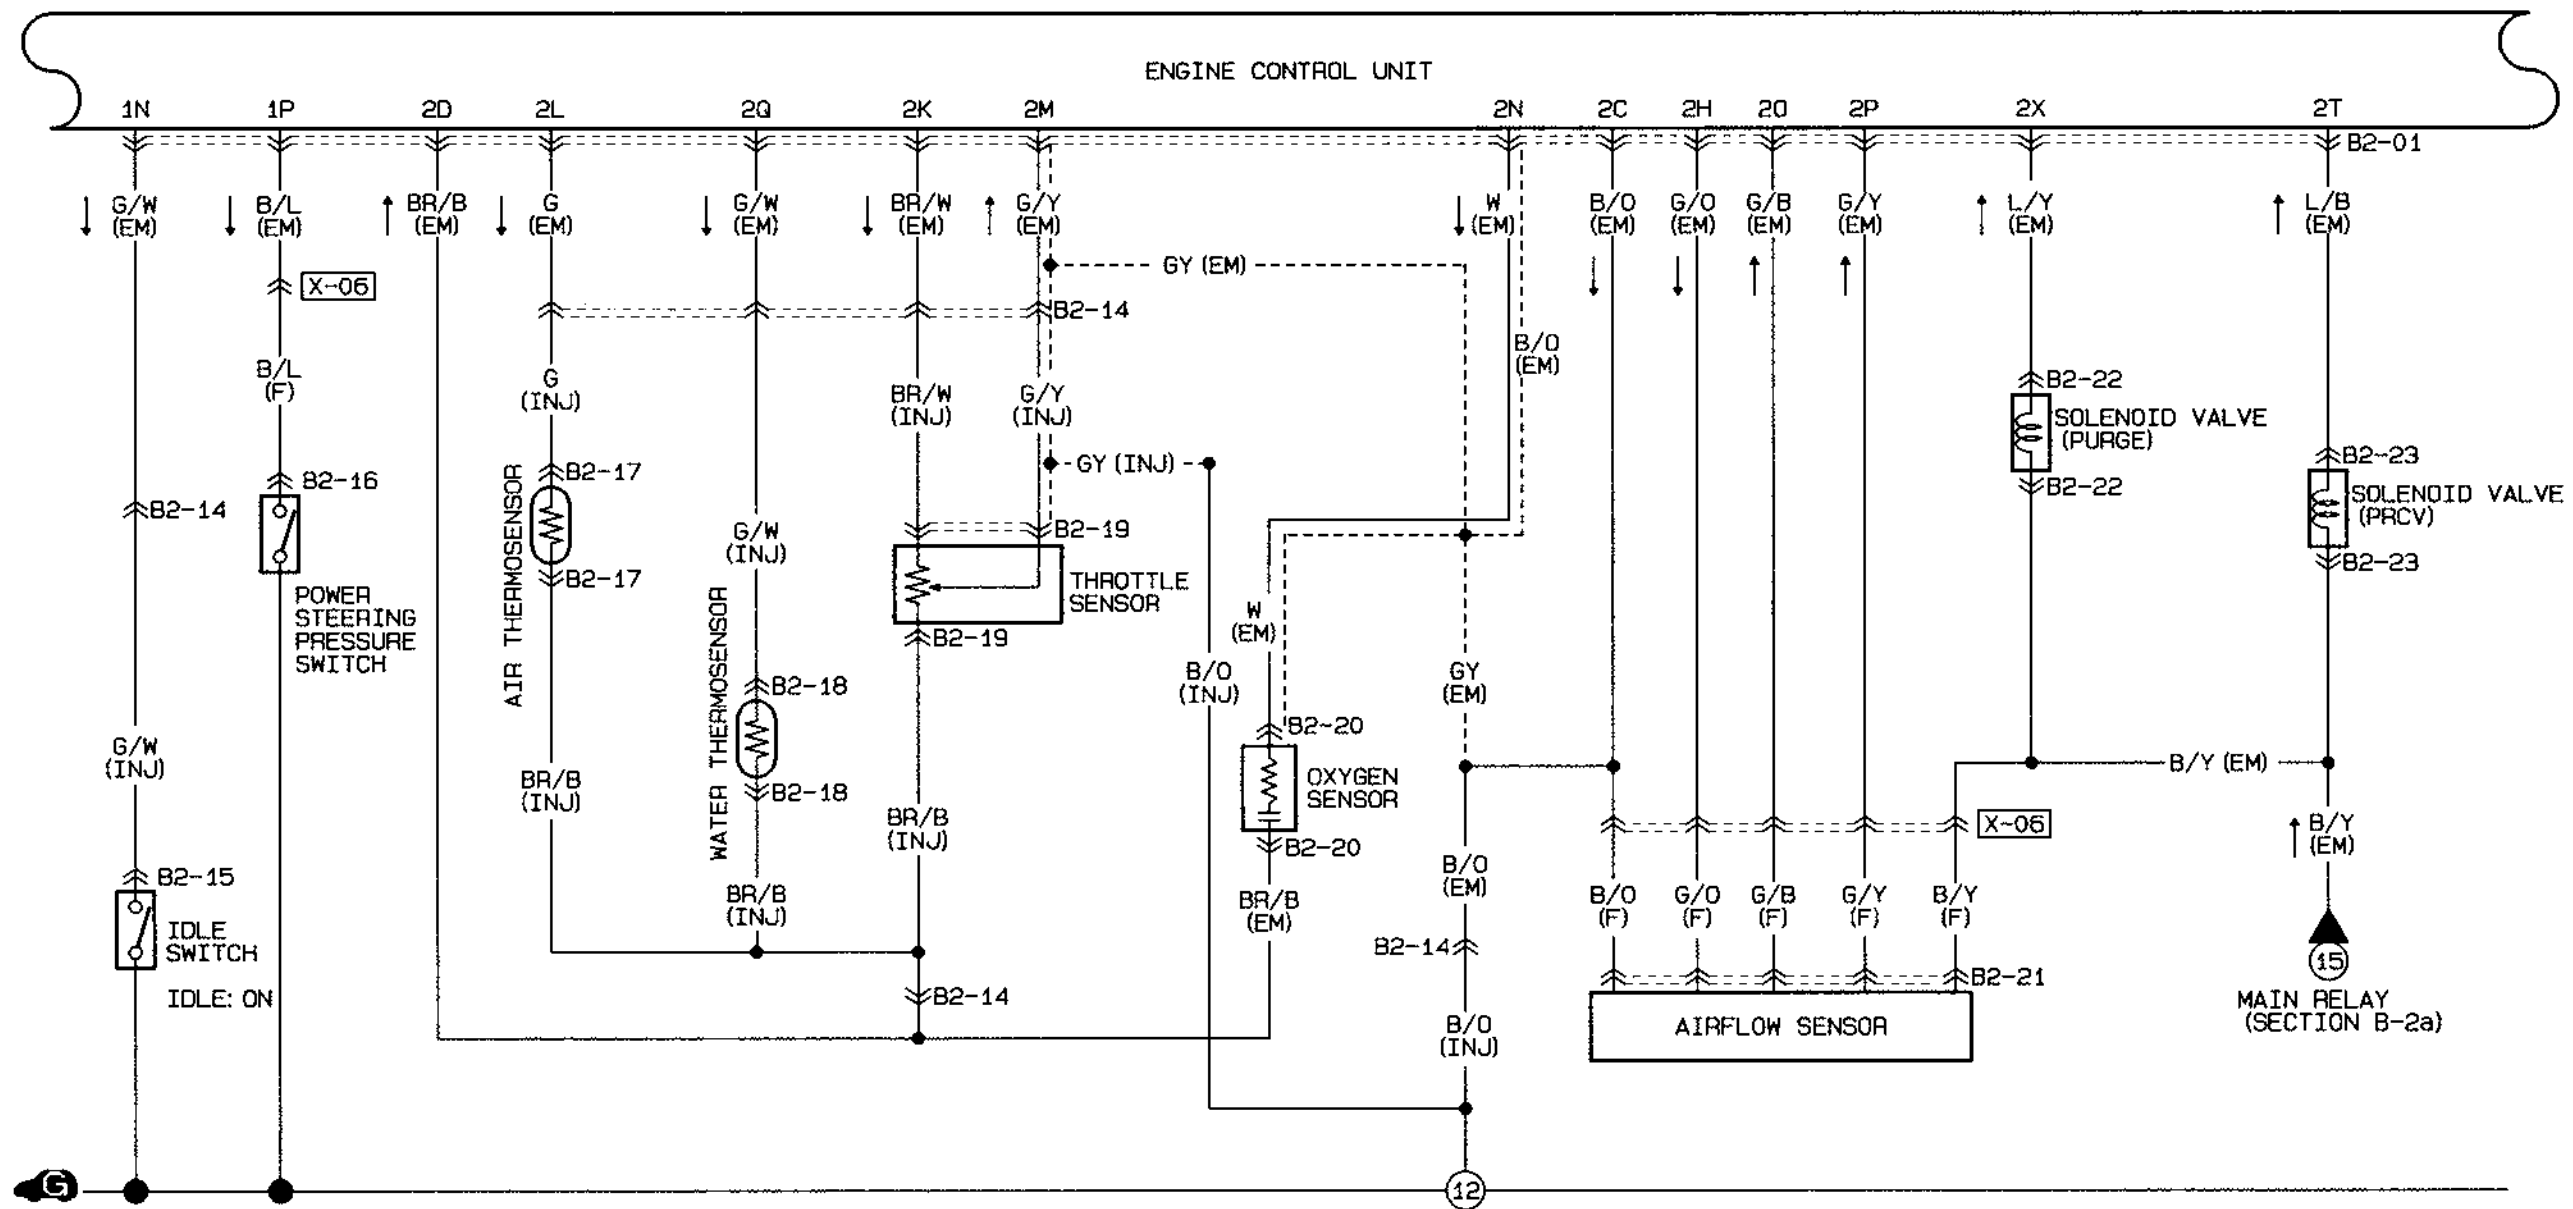 ENGINE CONTROL UNIT
1N 1P 2D 2L 2Q 2K 2M 2N 2C 2H 2O 2P 2X 2T
B2-01
G/W
(EM)
B/L
(EM)
BR/B
(EM)
G
(EM)
G/W
(EM)
BR/W
(EM)
G/Y
(EM)
W
(EM)
B/O
(EM)
G/O
(EM)
G/B
(EM)
G/Y
(EM)
L/Y
(EM)
L/B
(EM)
GY (EM)
X-06
B2-14
B/O
(EM)
B/L
(F)
G
(INJ)
BR/W
(INJ)
G/Y
(INJ)
B2-22
SOLENOID VALVE
(PURGE)
B2-22
B2-23
SOLENOID VALVE
(PRCV)
B2-23
GY (INJ)
B2-16
B2-17
B2-14
AIR THERMOSENSOR
B2-17
G/W
(INJ)
B2-19
THROTTLE
SENSOR
B2-19
POWER
STEERING
PRESSURE
SWITCH
W
(EM)
WATER THERMOSENSOR
B2-18
B2-18
B/O
(INJ)
GY
(EM)
B2-20
OXYGEN
SENSOR
B2-20
G/W
(INJ)
BR/B
(INJ)
BR/B
(INJ)
BR/B
(INJ)
BR/B
(EM)
B/Y (EM)
X-06
B/Y
(EM)
B/O
(EM)
B2-15
IDLE
SWITCH
IDLE: ON
B/O
(F)
G/O
(F)
G/B
(F)
G/Y
(F)
B/Y
(F)
B2-14
B2-14
B2-21
AIRFLOW SENSOR
15
MAIN RELAY
(SECTION B-2a)
B/O
(INJ)
G
12